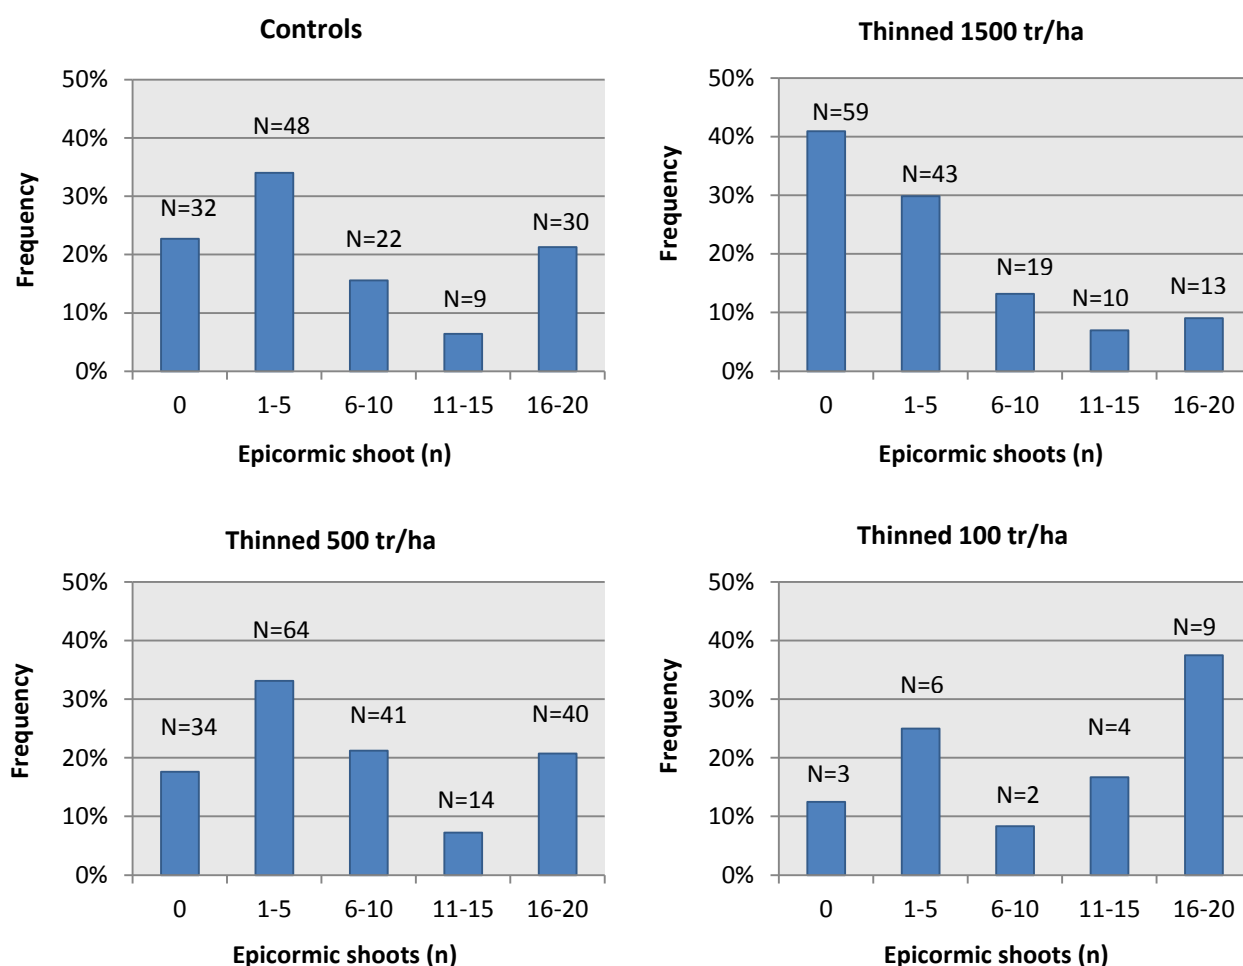 Controls
50%
40%
30%
20%
10%
0%
Frequency
N=32
N=48
N=22
N=9
N=30
0 1-5 6-10 11-15 16-20
Epicormic shoot (n)
Thinned 1500 tr/ha
50%
40%
30%
20%
10%
0%
Frequency
N=59
N=43
N=19
N=10
N=13
0 1-5 6-10 11-15 16-20
Epicormic shoots (n)
Thinned 500 tr/ha
50%
40%
30%
20%
10%
0%
Frequency
N=34
N=64
N=41
N=14
N=40
0 1-5 6-10 11-15 16-20
Epicormic shoots (n)
Thinned 100 tr/ha
50%
40%
30%
20%
10%
0%
Frequency
N=3
N=6
N=2
N=4
N=9
0 1-5 6-10 11-15 16-20
Epicormic shoots (n)